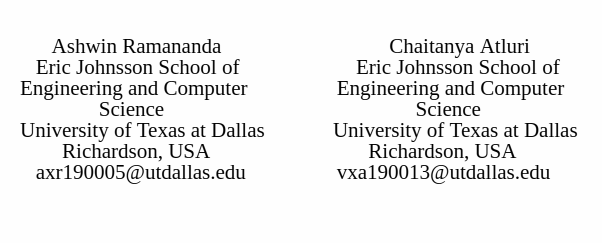 Ashwin Ramananda
Eric Johnsson School of
Engineering and Computer
Science
University of Texas at Dallas
Richardson, USA
axr190005@utdallas.edu
Chaitanya Atluri
Eric Johnsson School of
Engineering and Computer
Science
University of Texas at Dallas
Richardson, USA
vxa190013@utdallas.edu